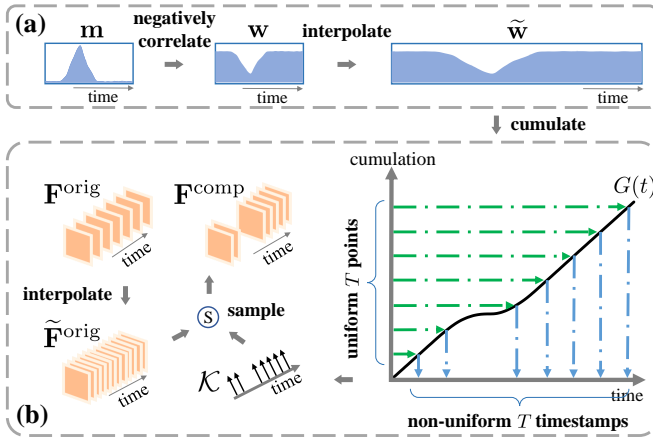 (a)
m
negatively
correlate
w
interpolate
w̃
time
time
time
cumulate
F^orig
F^comp
time
time
interpolate
S
sample
F̃^orig
time
𝒦
time
(b)
cumulation
G(t)
uniform T points
time
non-uniform T timestamps